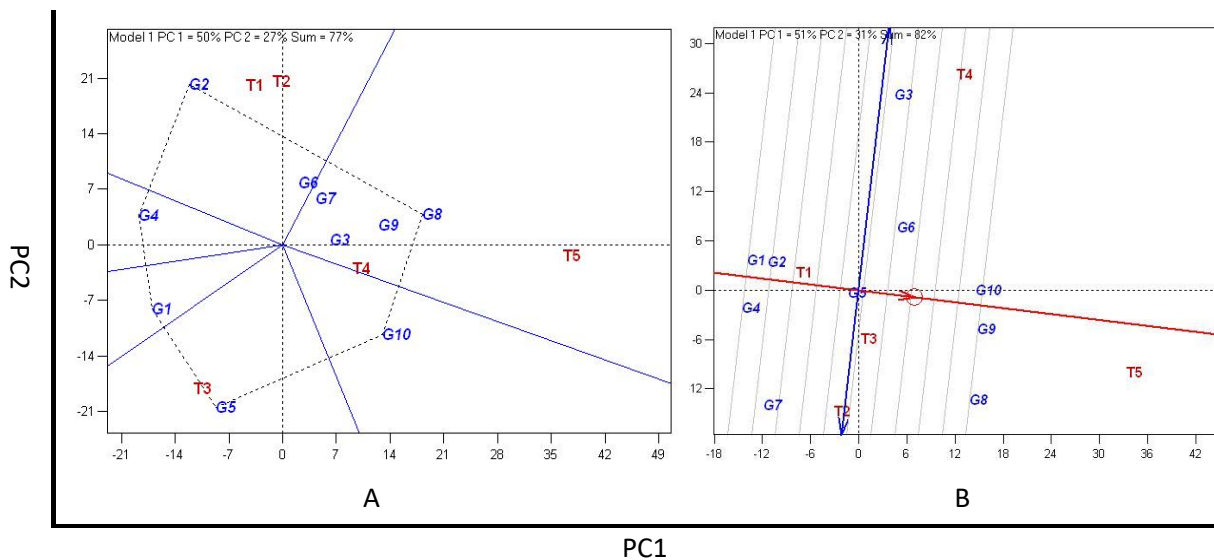 Model 1 PC 1 = 50% PC 2 = 27% Sum = 77%
21
14
7
0
-7
-14
-21
-21 -14 -7 0 7 14 21 28 35 42 49
G2
T1
T2
G6
G7
G8
G4
G9
G3
T5
T4
G1
G10
T3
G5
A
Model 1 PC 1 = 51% PC 2 = 31% Sum = 82%
30
24
18
12
6
0
-6
12
-18 -12 -6 0 6 12 18 24 30 36 42
T4
G3
G6
G1
G2
T1
G5
G10
G4
G9
T3
T5
G8
G7
T2
B
PC2
PC1